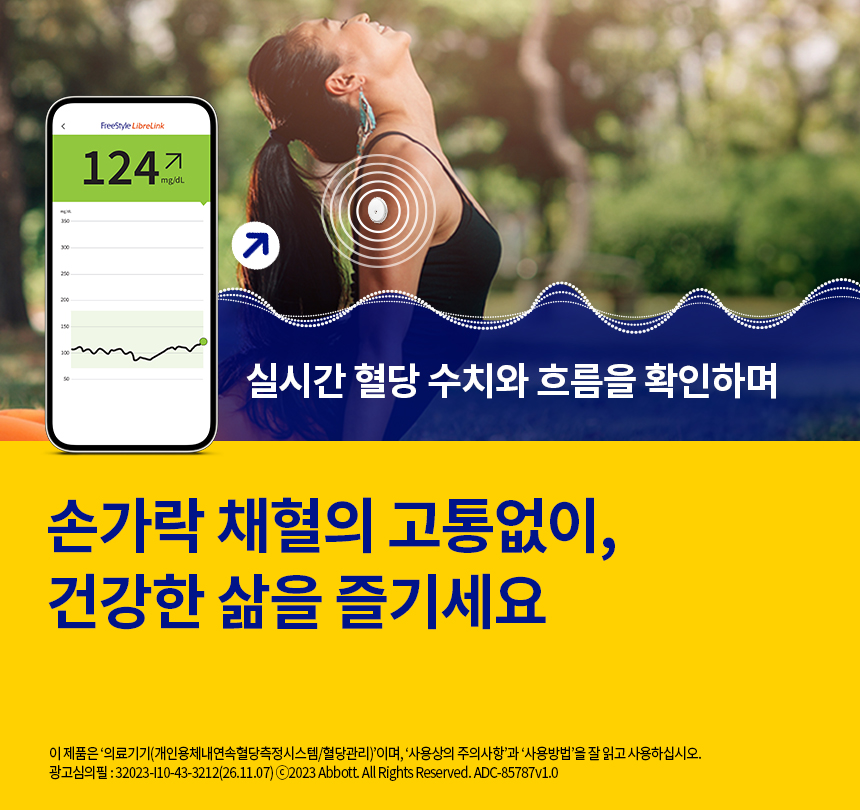 FreeStyle LibreLink
124
mg/dL
mg/dL
350
300
250
200
150
100
50
실시간 혈당 수치와 흐름을 확인하며
손가락 채혈의 고통없이,
건강한 삶을 즐기세요
이 제품은 ‘의료기기(개인용체내연속혈당측정시스템/혈당관리)’이며, ‘사용상의 주의사항’과 ‘사용방법’을 잘 읽고 사용하십시오.
광고심의필 : 32023-I10-43-3212(26.11.07) ⓒ2023 Abbott. All Rights Reserved. ADC-85787v1.0